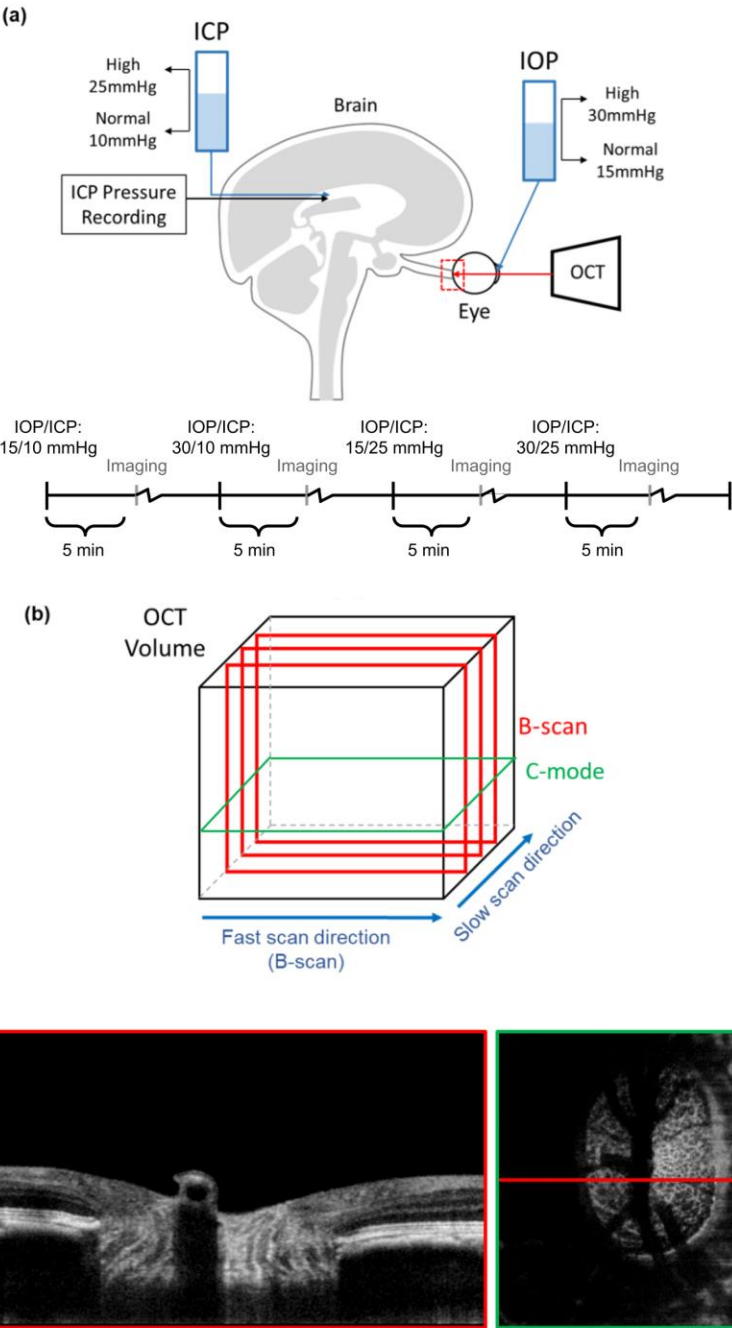 (a)
ICP
High
25mmHg
Normal
10mmHg
ICP Pressure
Recording
Brain
IOP
High
30mmHg
Normal
15mmHg
OCT
Eye
IOP/ICP:
15/10 mmHg
Imaging
5 min
IOP/ICP:
30/10 mmHg
Imaging
5 min
IOP/ICP:
15/25 mmHg
Imaging
5 min
IOP/ICP:
30/25 mmHg
Imaging
5 min
(b)
OCT
Volume
B-scan
C-mode
Slow scan direction
Fast scan direction
(B-scan)